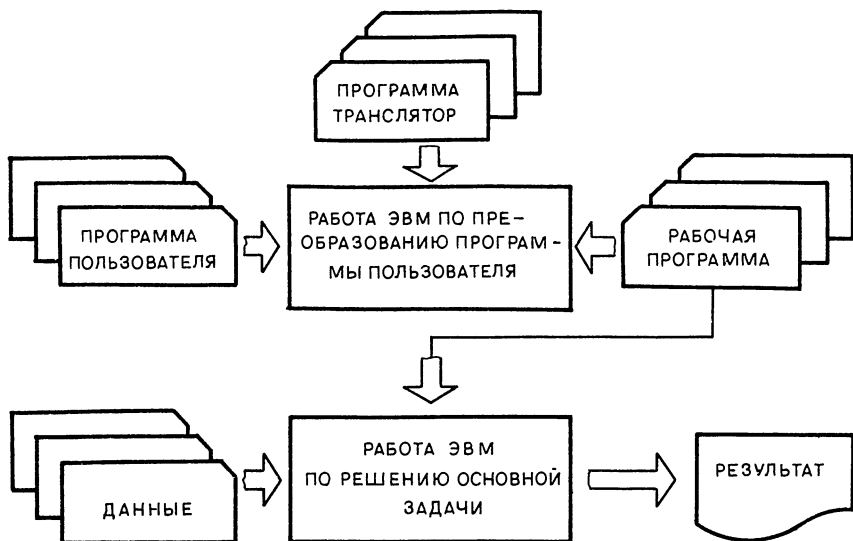 ПРОГРАММА
ТРАНСЛЯТОР
ПРОГРАММА
ПОЛЬЗОВАТЕЛЯ
РАБОТА ЭВМ ПО ПРЕ-
ОБРАЗОВАНИЮ ПРОГРАМ-
МЫ ПОЛЬЗОВАТЕЛЯ
РАБОЧАЯ
ПРОГРАММА
ДАННЫЕ
РАБОТА ЭВМ
ПО РЕШЕНИЮ ОСНОВНОЙ
ЗАДАЧИ
РЕЗУЛЬТАТ